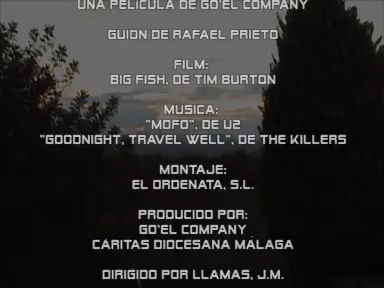 UNA PELICULA DE GO'EL COMPANY
GUION DE RAFAEL PRIETO
FILM:
BIG FISH, DE TIM BURTON
MUSICA:
"MOFO", DE U2
"GOODNIGHT, TRAVEL WELL", DE THE KILLERS
MONTAJE:
EL ORDENATA, S.L.
PRODUCIDO POR:
GO'EL COMPANY
CARITAS DIOCESANA MALAGA
DIRIGIDO POR LLAMAS, J.M.